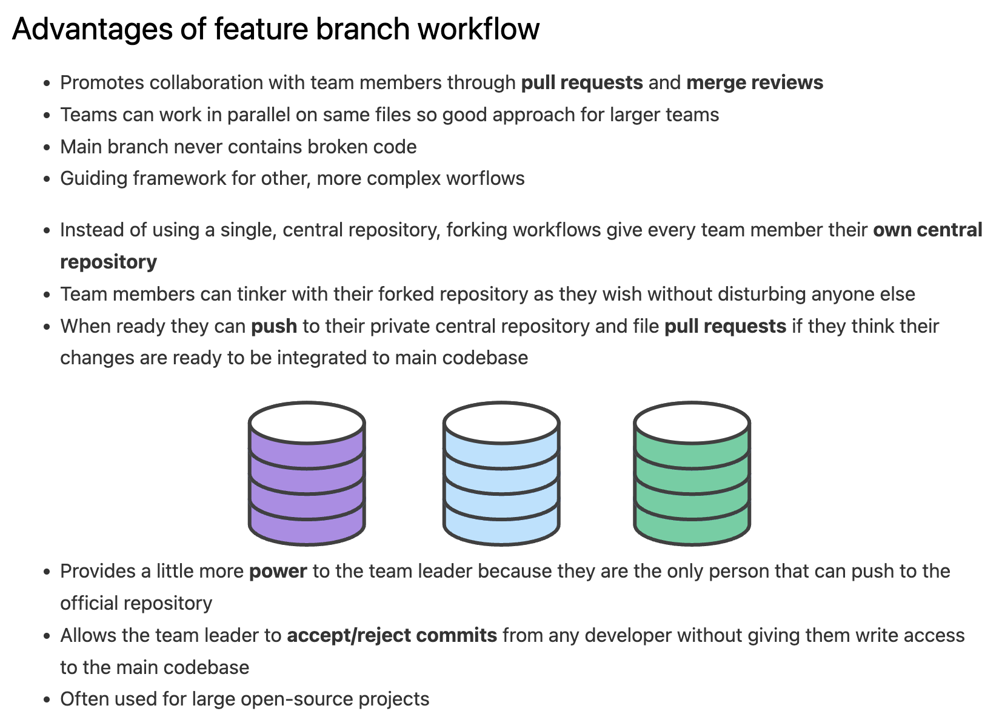 Advantages of feature branch workflow
• Promotes collaboration with team members through pull requests and merge reviews
• Teams can work in parallel on same files so good approach for larger teams
• Main branch never contains broken code
• Guiding framework for other, more complex worflows
• Instead of using a single, central repository, forking workflows give every team member their own central
repository
• Team members can tinker with their forked repository as they wish without disturbing anyone else
• When ready they can push to their private central repository and file pull requests if they think their
changes are ready to be integrated to main codebase
• Provides a little more power to the team leader because they are the only person that can push to the
official repository
• Allows the team leader to accept/reject commits from any developer without giving them write access
to the main codebase
• Often used for large open-source projects